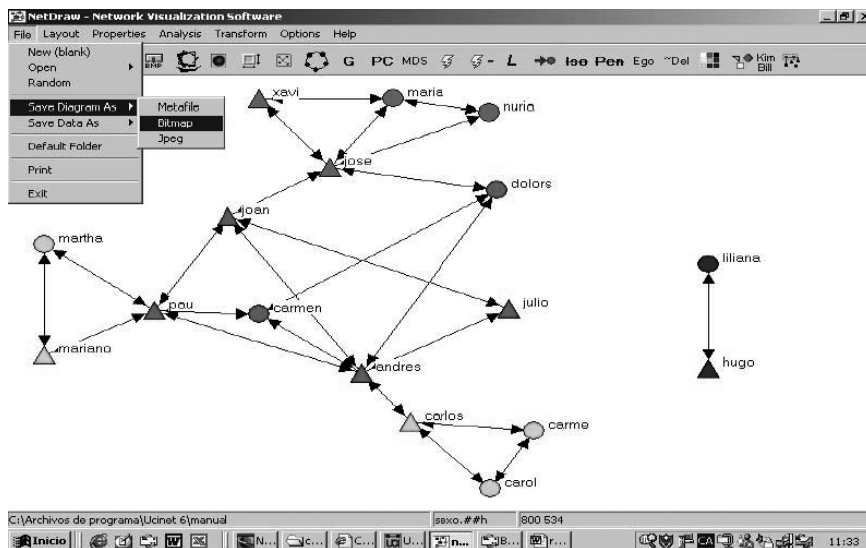 NetDraw - Network Visualization Software
File Layout Properties Analysis Transform Options Help
New (blank)
Open
Random
Save Diagram As
Save Data As
Default Folder
Print
Exit
Metafile
Bitmap
Jpeg
BMP G PC MDS L Iso Pen Ego ~Del Kim Bill
xavi
maria
nuria
jose
dolors
joan
martha
liliana
pau
carmen
julio
mariano
andres
hugo
carlos
carme
carol
C:\Archivos de programa\Ucinet 6\manual sexo.##h 800 534
Inicio W N... c... C... U... n... B... r... CA 11:33